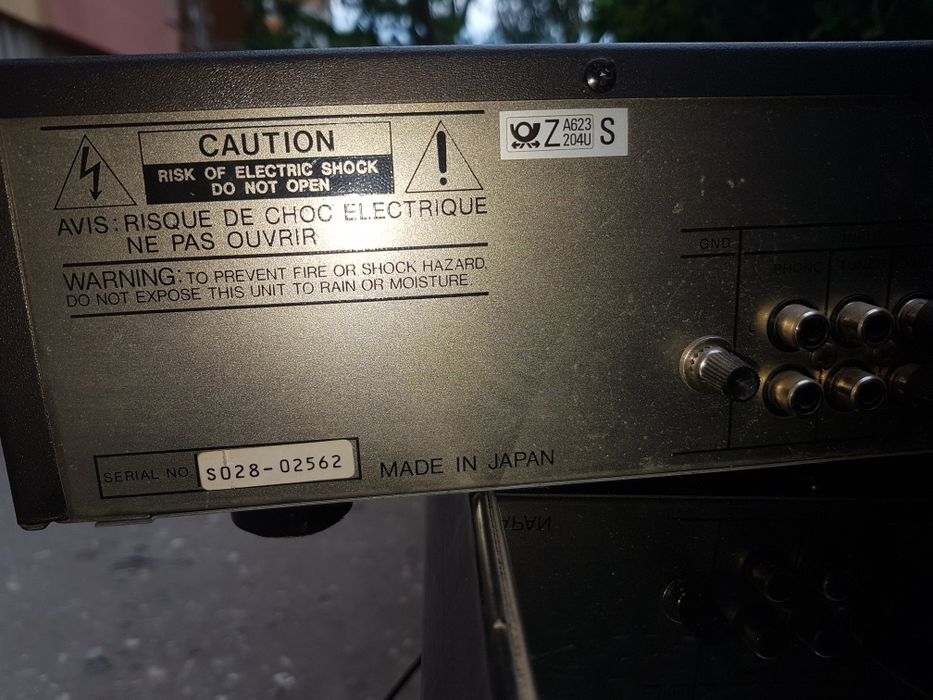 CAUTION
RISK OF ELECTRIC SHOCK
DO NOT OPEN
AVIS: RISQUE DE CHOC ELECTRIQUE
NE PAS OUVRIR
WARNING: TO PREVENT FIRE OR SHOCK HAZARD,
DO NOT EXPOSE THIS UNIT TO RAIN OR MOISTURE.
Z A623
204U S
GND
PHONO TUNER
SERIAL NO. S028-02562
MADE IN JAPAN